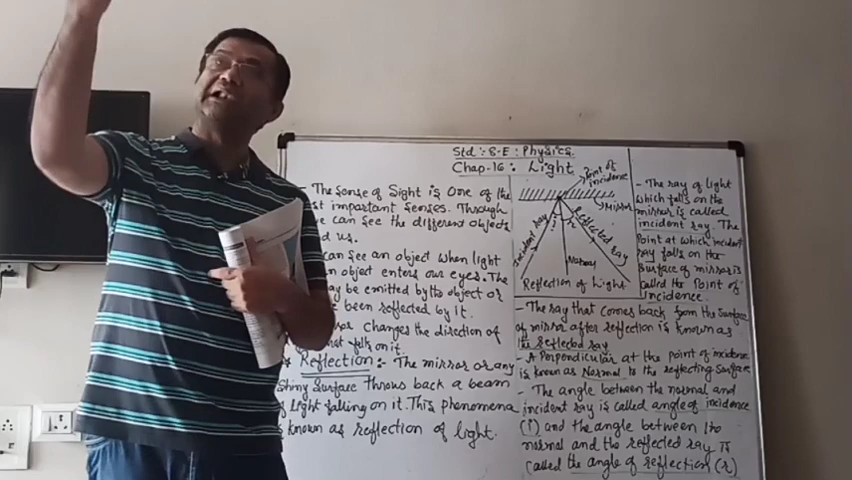 Std :- 8-E : Physics.
Chap-16 : Light
- The sense of Sight is one of the
st important senses. Through
e can see the different objects
d us.
can see an object when light
n object enters our eyes. The
ay be emitted by the object or
e been reflected by it.
changes the direction of
that falls on it.
* Reflection :- The mirror or any
shiny surface throws back a beam
of light falling on it. This phenomena
is known as reflection of light.
Point of
incidence
Mirror
Incident Ray
i
r
Reflected Ray
Normal
Reflection of Light
- The ray of light
which falls on the
mirror is called
incident ray. The
Point at which incident
ray falls on the
surface of mirror is
called the Point of
incidence.
- The ray that comes back from the surface
of mirror after reflection is known as
the reflected ray
- A Perpendicular at the point of incidence
is known as Normal to the reflecting Surface
- The angle between the normal and
incident ray is called angle of incidence
(i) and the angle between the
normal and the reflected ray is
called the angle of reflection (r)